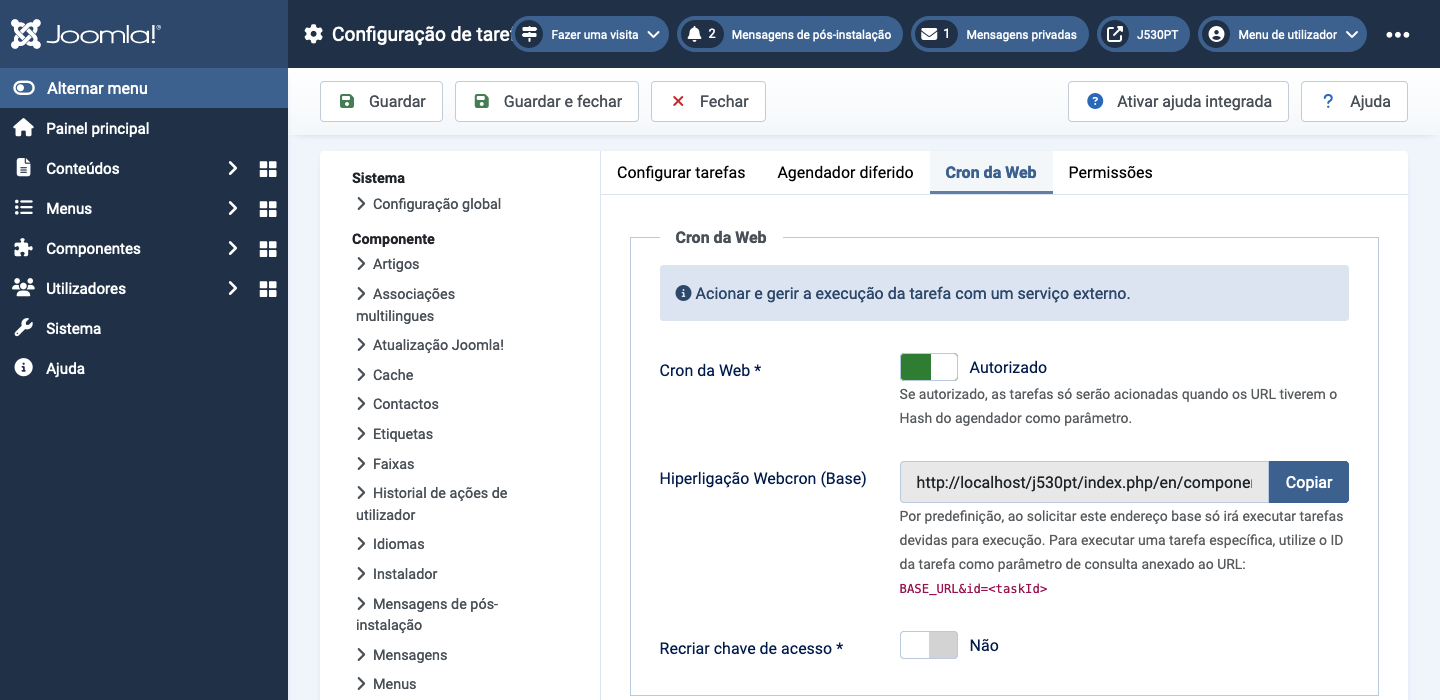 Joomla!®
Configuração de taref
Fazer uma visita
2 Mensagens de pós-instalação
1 Mensagens privadas
J530PT
Menu de utilizador
Alternar menu
Painel principal
Conteúdos
Menus
Componentes
Utilizadores
Sistema
Ajuda
Guardar
Guardar e fechar
Fechar
Ativar ajuda integrada
Ajuda
Sistema
Configuração global
Componente
Artigos
Associações
multilingues
Atualização Joomla!
Cache
Contactos
Etiquetas
Faixas
Historial de ações de
utilizador
Idiomas
Instalador
Mensagens de pós-
instalação
Mensagens
Menus
Configurar tarefas
Agendador diferido
Cron da Web
Permissões
Cron da Web
Acionar e gerir a execução da tarefa com um serviço externo.
Cron da Web *
Autorizado
Se autorizado, as tarefas só serão acionadas quando os URL tiverem o
Hash do agendador como parâmetro.
Hiperligação Webcron (Base)
http://localhost/j530pt/index.php/en/componen
Copiar
Por predefinição, ao solicitar este endereço base só irá executar tarefas
devidas para execução. Para executar uma tarefa específica, utilize o ID
da tarefa como parâmetro de consulta anexado ao URL:
BASE_URL&id=<taskId>
Recriar chave de acesso *
Não